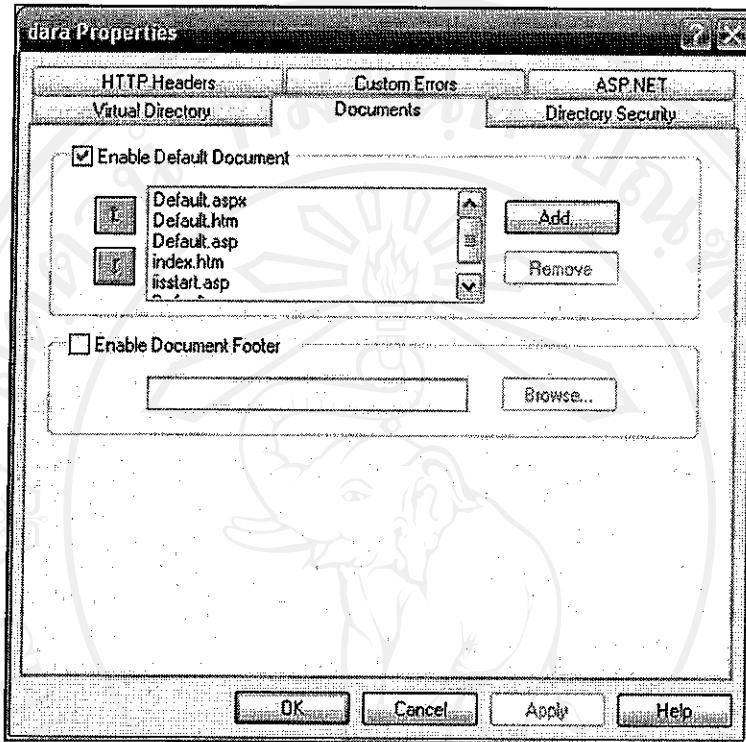 dara Properties
HTTP Headers Custom Errors ASP.NET
Virtual Directory Documents Directory Security
Enable Default Document
Default.aspx
Default.htm
Default.asp
index.htm
iisstart.asp
Add...
Remove
Enable Document Footer
Browse...
OK Cancel Apply Help